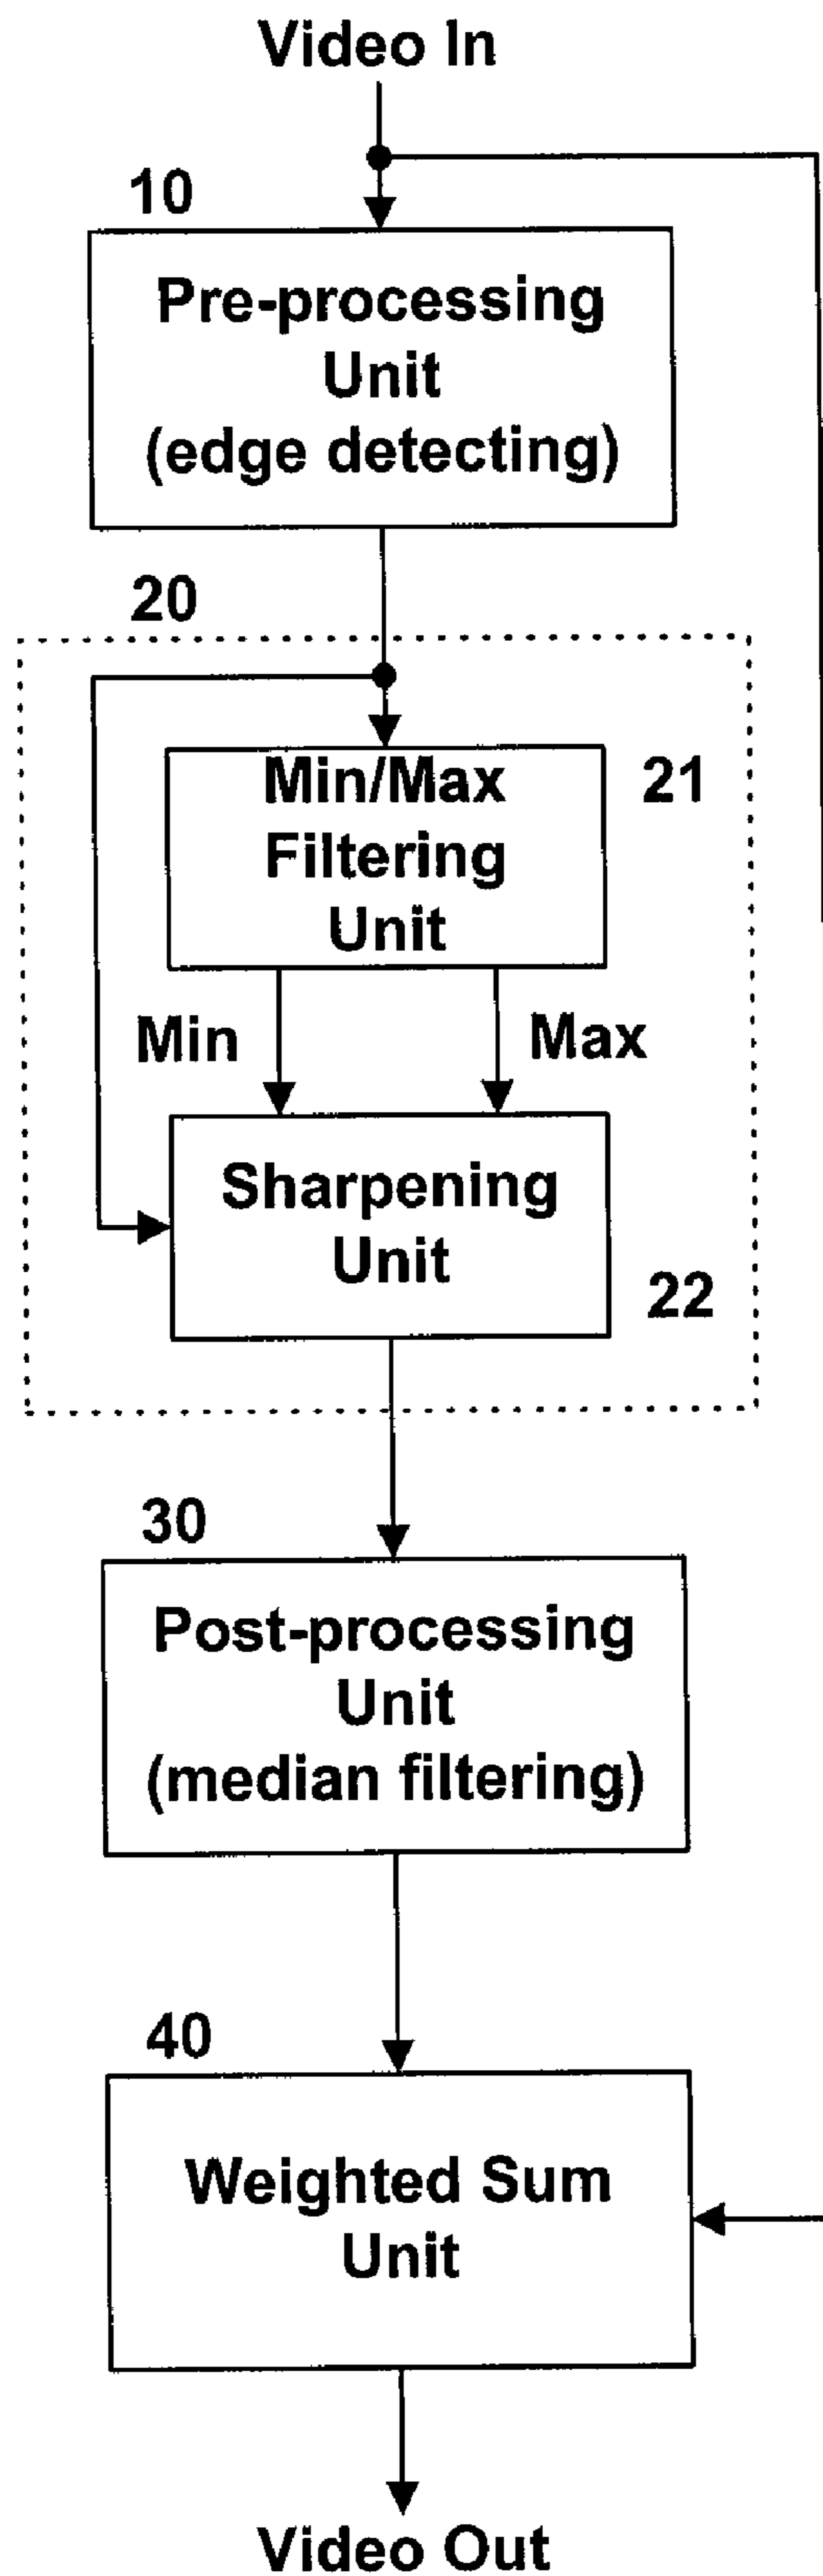 Video In
10
Pre-processing
Unit
(edge detecting)
20
Min/Max
Filtering
Unit
21
Min
Max
Sharpening
Unit
22
30
Post-processing
Unit
(median filtering)
40
Weighted Sum
Unit
Video Out